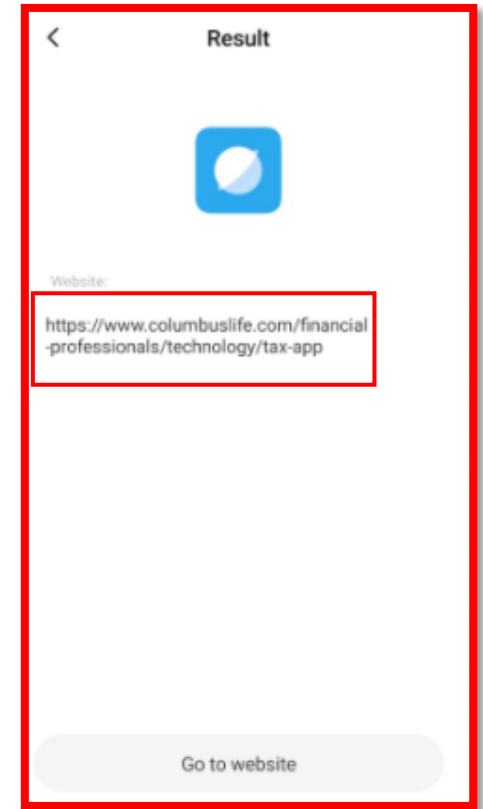 Result
Website:
https://www.columbuslife.com/financial
-professionals/technology/tax-app
Go to website